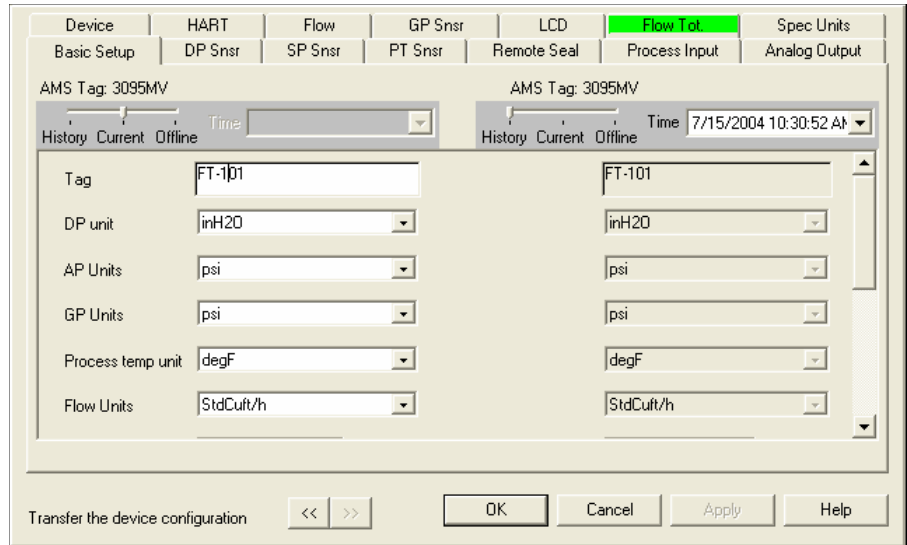 Device HART Flow GP Snsr LCD Flow Tot. Spec Units
Basic Setup DP Snsr SP Snsr PT Snsr Remote Seal Process Input Analog Output
AMS Tag: 3095MV AMS Tag: 3095MV
Time Time 7/15/2004 10:30:52 AM
History Current Offline History Current Offline
Tag FT-101 FT-101
DP unit inH2O inH2O
AP Units psi psi
GP Units psi psi
Process temp unit degF degF
Flow Units StdCuft/h StdCuft/h
Transfer the device configuration << >> OK Cancel Apply Help